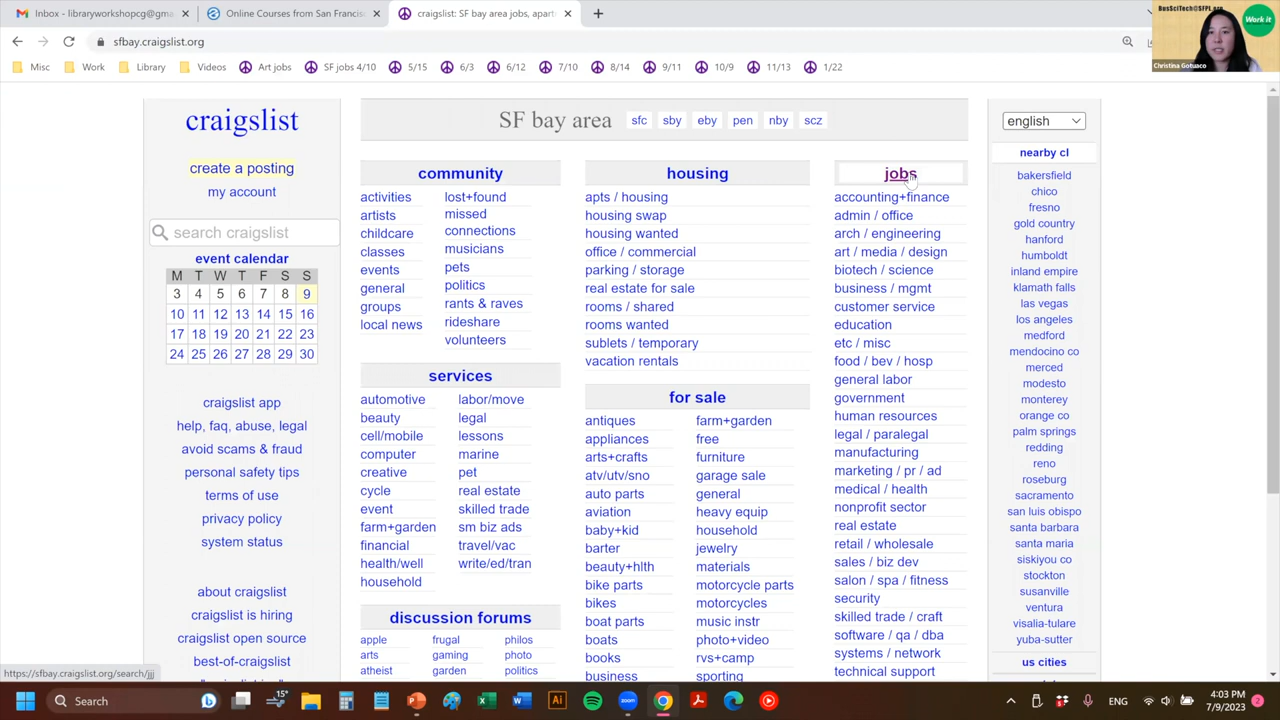 Inbox - libraryworkshopcg@gma
Online Courses from San Francisc
craigslist: SF bay area jobs, apart
BusSciTech@SFPL.org
Work it
Christina Gotuaco
sfbay.craigslist.org
Misc
Work
Library
Videos
Art jobs
SF jobs 4/10
5/15
6/3
7/2
7/10
8/14
9/11
10/9
11/13
1/22
craigslist
create a posting
my account
search craigslist
event calendar
M T W T F S S
3 4 5 6 7 8 9
10 11 12 13 14 15 16
17 18 19 20 21 22 23
24 25 26 27 28 29 30
craigslist app
help, faq, abuse, legal
avoid scams & fraud
personal safety tips
terms of use
privacy policy
system status
about craigslist
craigslist is hiring
craigslist open source
best-of-craigslist
SF bay area
sfc
sby
eby
pen
nby
scz
community
activities
artists
childcare
classes
events
general
groups
local news
lost+found
missed
connections
musicians
pets
politics
rants & raves
rideshare
volunteers
services
automotive
beauty
cell/mobile
computer
creative
cycle
event
farm+garden
financial
health/well
household
labor/move
legal
lessons
marine
pet
real estate
skilled trade
sm biz ads
travel/vac
write/ed/tran
discussion forums
apple
arts
atheist
frugal
gaming
garden
philos
photo
politics
housing
apts / housing
housing swap
housing wanted
office / commercial
parking / storage
real estate for sale
rooms / shared
rooms wanted
sublets / temporary
vacation rentals
for sale
antiques
appliances
arts+crafts
atv/utv/sno
auto parts
aviation
baby+kid
barter
beauty+hlth
bike parts
bikes
boat parts
boats
books
business
farm+garden
free
furniture
garage sale
general
heavy equip
household
jewelry
materials
motorcycle parts
motorcycles
music instr
photo+video
rvs+camp
sporting
jobs
accounting+finance
admin / office
arch / engineering
art / media / design
biotech / science
business / mgmt
customer service
education
etc / misc
food / bev / hosp
general labor
government
human resources
legal / paralegal
manufacturing
marketing / pr / ad
medical / health
nonprofit sector
real estate
retail / wholesale
sales / biz dev
salon / spa / fitness
security
skilled trade / craft
software / qa / dba
systems / network
technical support
english
nearby cl
bakersfield
chico
fresno
gold country
hanford
humboldt
inland empire
klamath falls
las vegas
los angeles
medford
mendocino co
merced
modesto
monterey
orange co
palm springs
redding
reno
roseburg
sacramento
san luis obispo
santa barbara
santa maria
siskiyou co
stockton
susanville
ventura
visalia-tulare
yuba-sutter
us cities
https://sfbay.craigslist.org/search/jjj
Search
15°
zoom
ENG
4:03 PM
7/9/2023
2